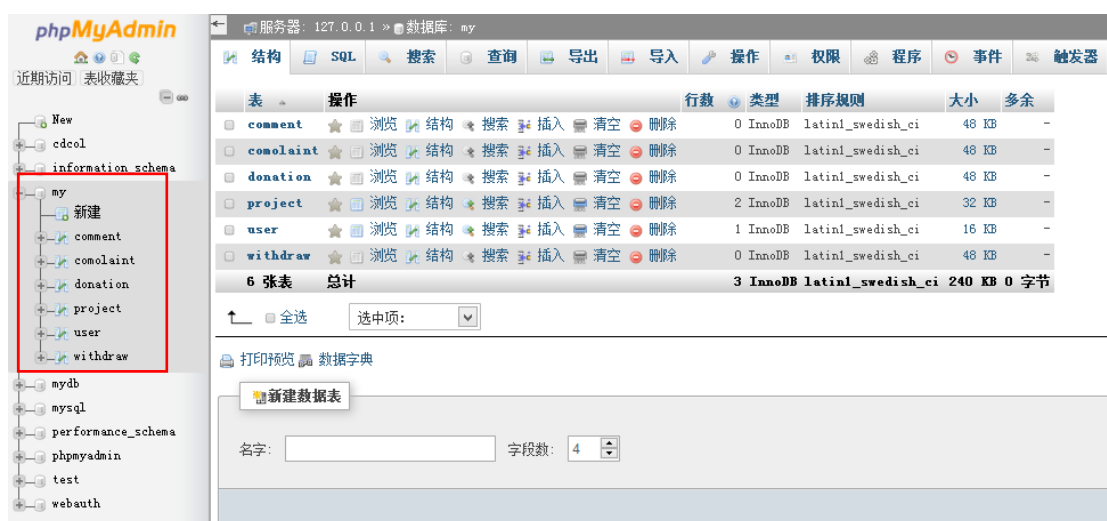 phpMyAdmin
近期访问 表收藏夹
New
cdcol
information_schema
my
新建
comment
comolaint
donation
project
user
withdraw
mydb
mysql
performance_schema
phpmyadmin
test
webauth
服务器: 127.0.0.1 » 数据库: my
结构 SQL 搜索 查询 导出 导入 操作 权限 程序 事件 触发器
表 操作 行数 类型 排序规则 大小 多余
comment 浏览 结构 搜索 插入 清空 删除 0 InnoDB latin1_swedish_ci 48 KB -
comolaint 浏览 结构 搜索 插入 清空 删除 0 InnoDB latin1_swedish_ci 48 KB -
donation 浏览 结构 搜索 插入 清空 删除 0 InnoDB latin1_swedish_ci 48 KB -
project 浏览 结构 搜索 插入 清空 删除 2 InnoDB latin1_swedish_ci 32 KB -
user 浏览 结构 搜索 插入 清空 删除 1 InnoDB latin1_swedish_ci 16 KB -
withdraw 浏览 结构 搜索 插入 清空 删除 0 InnoDB latin1_swedish_ci 48 KB -
6 张表 总计 3 InnoDB latin1_swedish_ci 240 KB 0 字节
全选 选中项:
打印预览 数据字典
新建数据表
名字: 字段数: 4